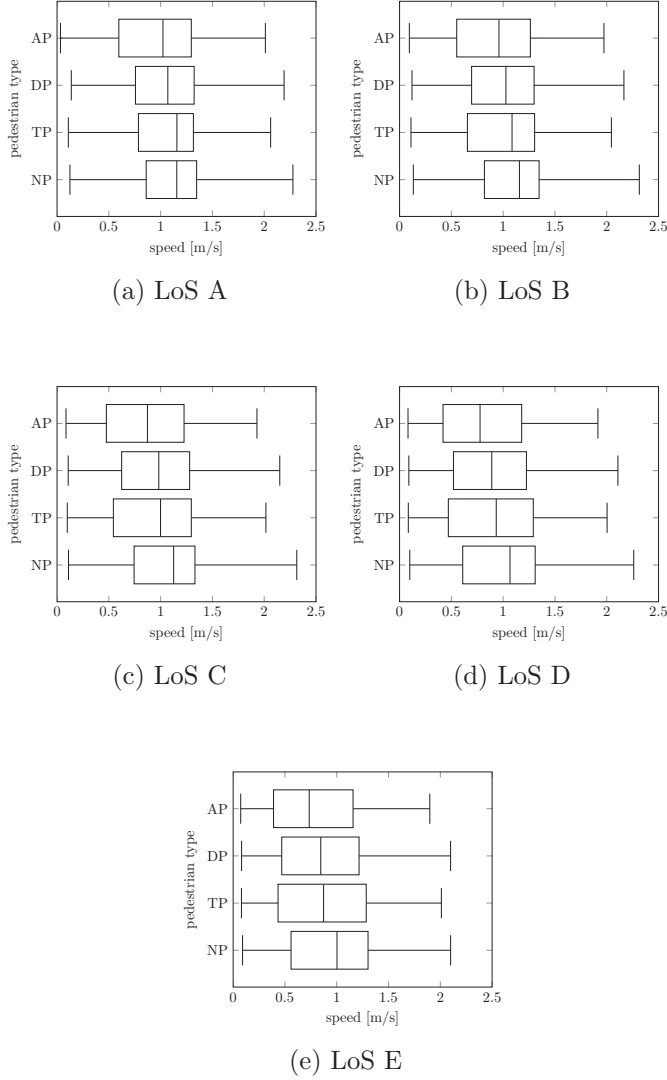 pedestrian type
AP
DP
TP
NP
0 0.5 1 1.5 2 2.5
speed [m/s]
(a) LoS A
pedestrian type
AP
DP
TP
NP
0 0.5 1 1.5 2 2.5
speed [m/s]
(b) LoS B
pedestrian type
AP
DP
TP
NP
0 0.5 1 1.5 2 2.5
speed [m/s]
(c) LoS C
pedestrian type
AP
DP
TP
NP
0 0.5 1 1.5 2 2.5
speed [m/s]
(d) LoS D
pedestrian type
AP
DP
TP
NP
0 0.5 1 1.5 2 2.5
speed [m/s]
(e) LoS E